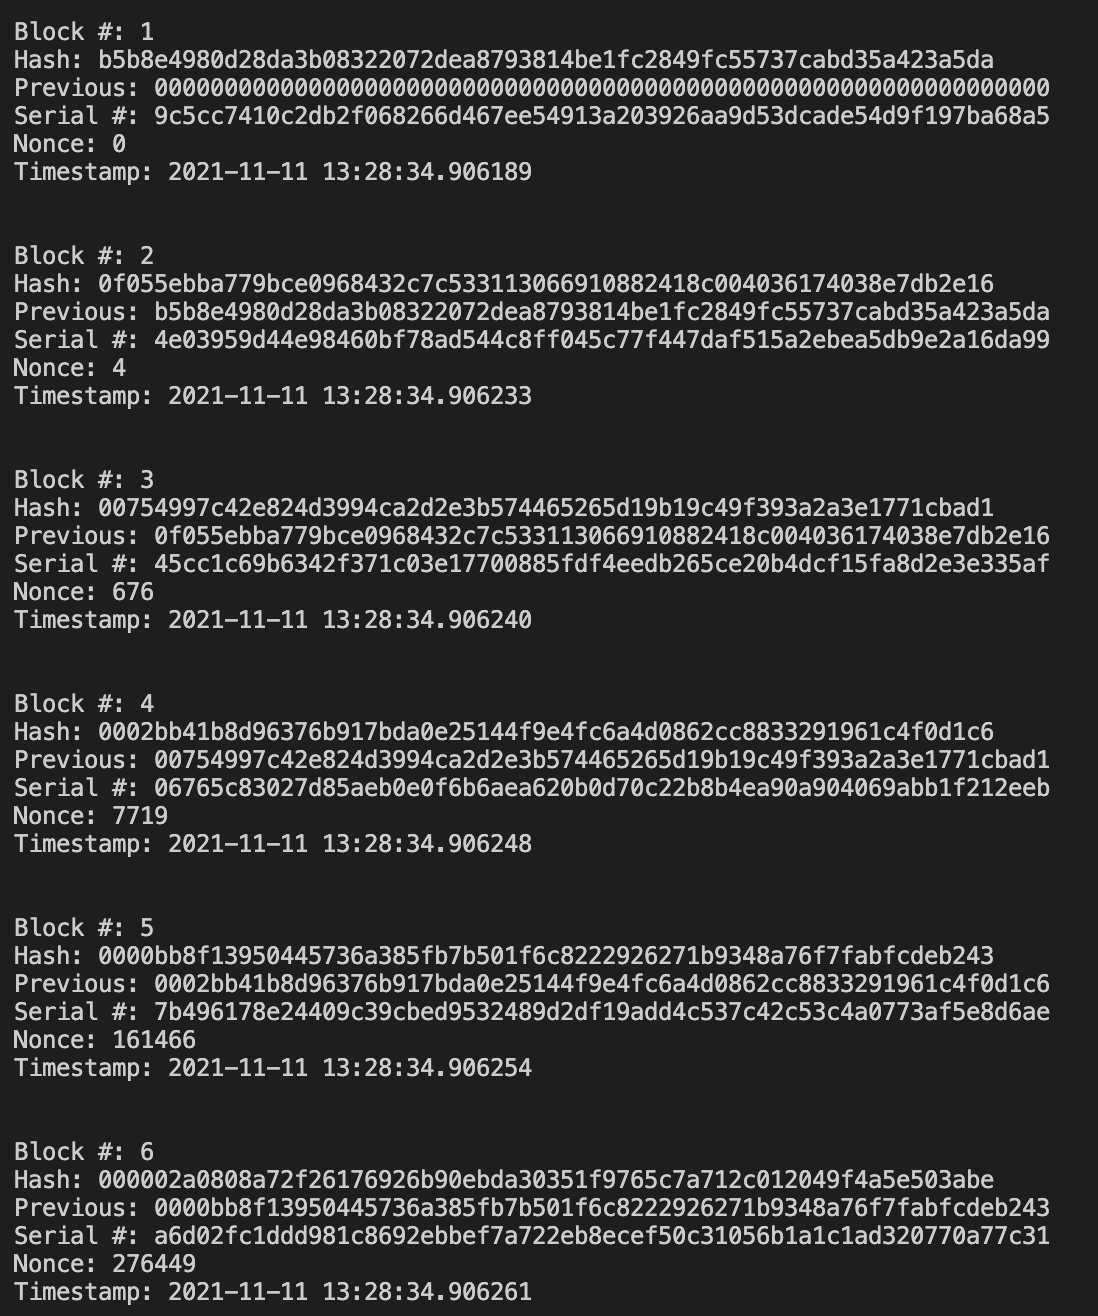 Block #: 1
Hash: b5b8e4980d28da3b08322072dea8793814be1fc2849fc55737cabd35a423a5da
Previous: 0000000000000000000000000000000000000000000000000000000000000000
Serial #: 9c5cc7410c2db2f068266d467ee54913a203926aa9d53dcade54d9f197ba68a5
Nonce: 0
Timestamp: 2021-11-11 13:28:34.906189
Block #: 2
Hash: 0f055ebba779bce0968432c7c533113066910882418c004036174038e7db2e16
Previous: b5b8e4980d28da3b08322072dea8793814be1fc2849fc55737cabd35a423a5da
Serial #: 4e03959d44e98460bf78ad544c8ff045c77f447daf515a2ebea5db9e2a16da99
Nonce: 4
Timestamp: 2021-11-11 13:28:34.906233
Block #: 3
Hash: 00754997c42e824d3994ca2d2e3b574465265d19b19c49f393a2a3e1771cbad1
Previous: 0f055ebba779bce0968432c7c533113066910882418c004036174038e7db2e16
Serial #: 45cc1c69b6342f371c03e17700885fdf4eedb265ce20b4dcf15fa8d2e3e335af
Nonce: 676
Timestamp: 2021-11-11 13:28:34.906240
Block #: 4
Hash: 0002bb41b8d96376b917bda0e25144f9e4fc6a4d0862cc8833291961c4f0d1c6
Previous: 00754997c42e824d3994ca2d2e3b574465265d19b19c49f393a2a3e1771cbad1
Serial #: 06765c83027d85aeb0e0f6b6aea620b0d70c22b8b4ea90a904069abb1f212eeb
Nonce: 7719
Timestamp: 2021-11-11 13:28:34.906248
Block #: 5
Hash: 0000bb8f13950445736a385fb7b501f6c8222926271b9348a76f7fabfcdeb243
Previous: 0002bb41b8d96376b917bda0e25144f9e4fc6a4d0862cc8833291961c4f0d1c6
Serial #: 7b496178e24409c39cbed9532489d2df19add4c537c42c53c4a0773af5e8d6ae
Nonce: 161466
Timestamp: 2021-11-11 13:28:34.906254
Block #: 6
Hash: 000002a0808a72f26176926b90ebda30351f9765c7a712c012049f4a5e503abe
Previous: 0000bb8f13950445736a385fb7b501f6c8222926271b9348a76f7fabfcdeb243
Serial #: a6d02fc1ddd981c8692ebbef7a722eb8ecef50c31056b1a1c1ad320770a77c31
Nonce: 276449
Timestamp: 2021-11-11 13:28:34.906261